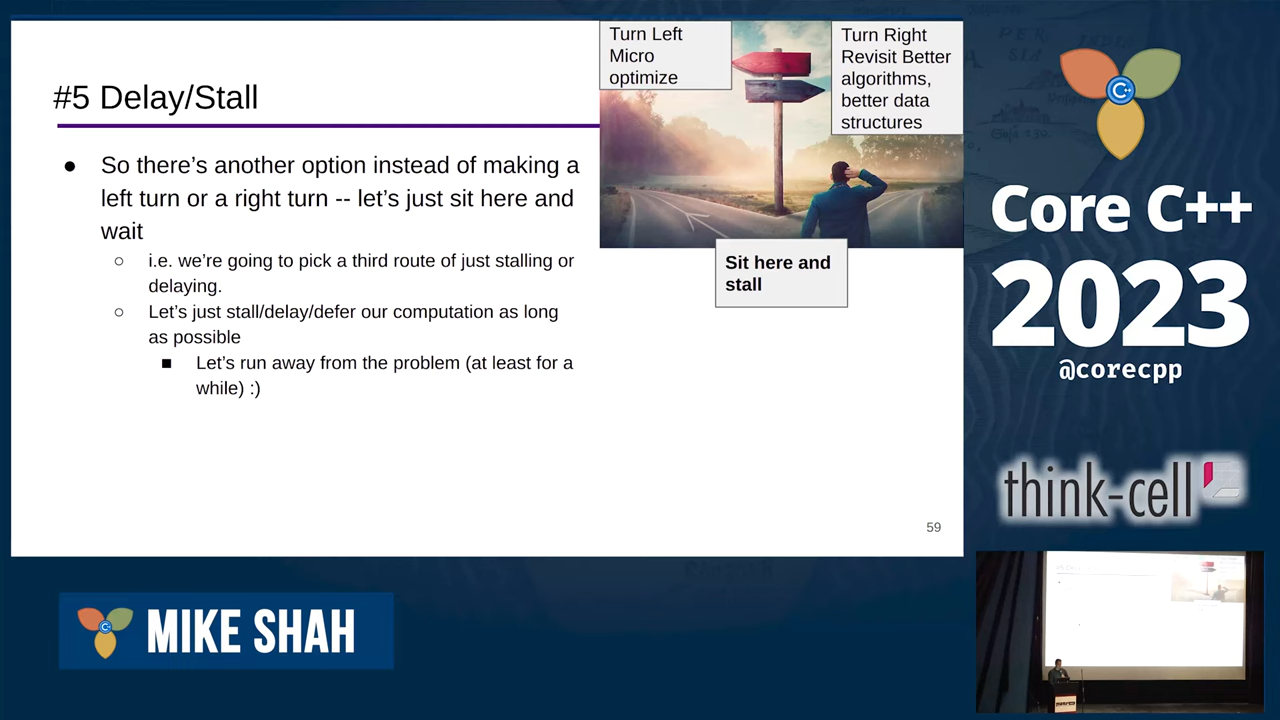 #5 Delay/Stall
● So there's another option instead of making a
left turn or a right turn -- let's just sit here and
wait
○ i.e. we're going to pick a third route of just stalling or
delaying.
○ Let's just stall/delay/defer our computation as long
as possible
■ Let's run away from the problem (at least for a
while) :)
Turn Left
Micro
optimize
Turn Right
Revisit Better
algorithms,
better data
structures
Sit here and
stall
59
C++
Core C++
2023
@corecpp
think-cell
MIKE SHAH